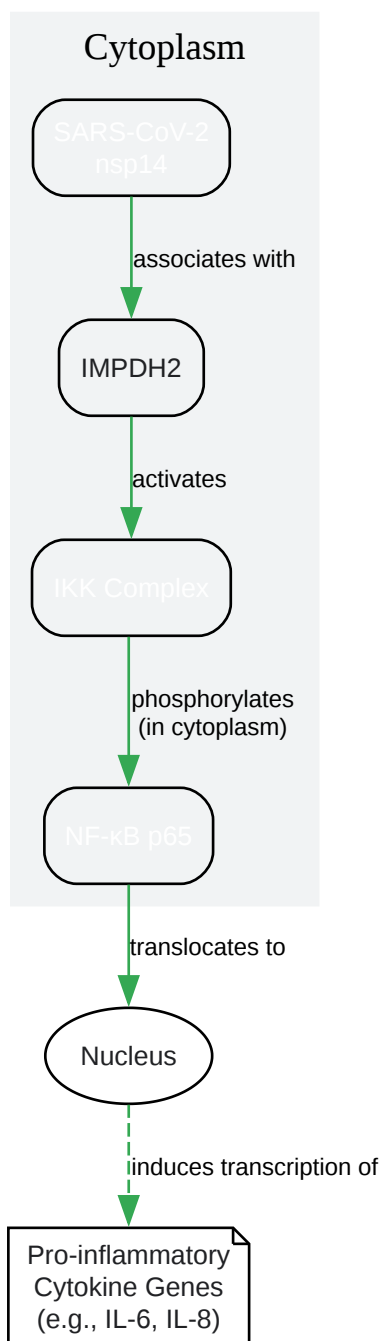 Cytoplasm
SARS-CoV-2
nsp14
associates with
IMPDH2
activates
IKK Complex
phosphorylates
(in cytoplasm)
NF-κB p65
translocates to
Nucleus
induces transcription of
Pro-inflammatory
Cytokine Genes
(e.g., IL-6, IL-8)